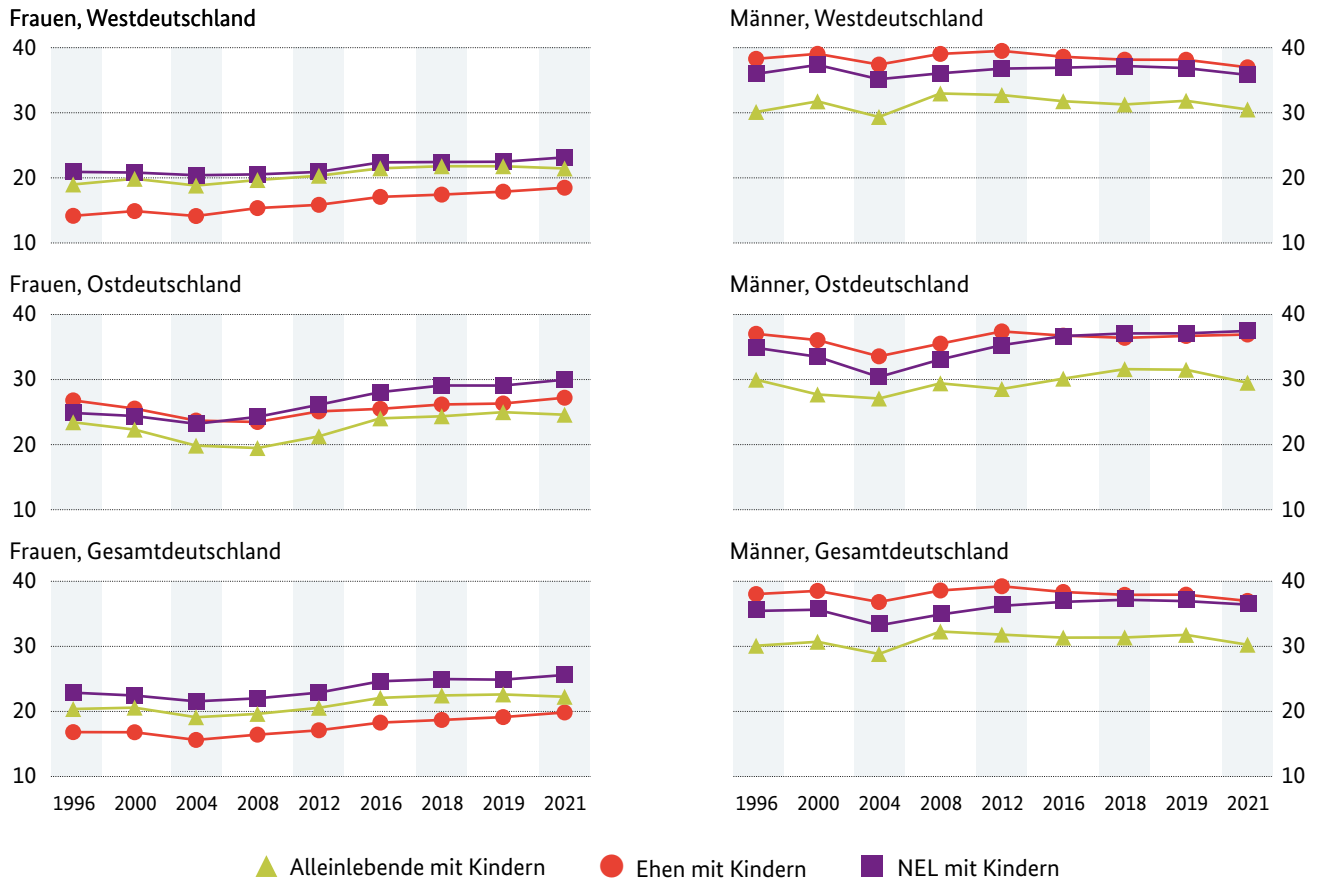 Frauen, Westdeutschland
40
30
20
10
Männer, Westdeutschland
40
30
20
10
Frauen, Ostdeutschland
40
30
20
10
Männer, Ostdeutschland
40
30
20
10
Frauen, Gesamtdeutschland
40
30
20
10
1996 2000 2004 2008 2012 2016 2018 2019 2021
Männer, Gesamtdeutschland
40
30
20
10
1996 2000 2004 2008 2012 2016 2018 2019 2021
Alleinlebende mit Kindern Ehen mit Kindern NEL mit Kindern